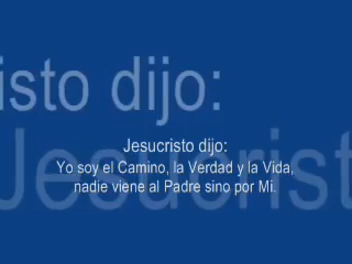 isto dijo:
Jesucrist
Jesucristo dijo:
Yo soy el Camino, la Verdad y la Vida,
nadie viene al Padre sino por Mi.